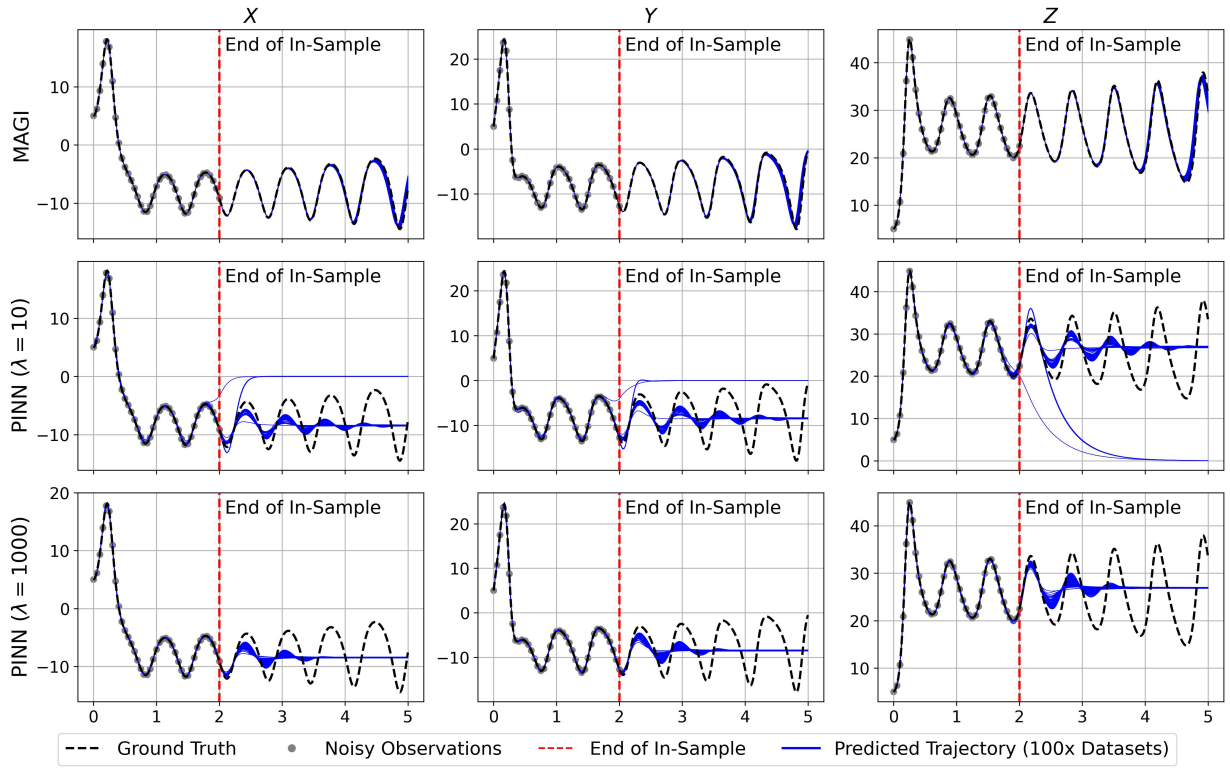 X Y Z
MAGI
End of In-Sample End of In-Sample End of In-Sample
10 0 −10
20 10 0 −10
40 30 20 10
PINN (λ = 10)
End of In-Sample End of In-Sample End of In-Sample
10 0 −10
20 10 0 −10
40 30 20 10 0
PINN (λ = 1000)
End of In-Sample End of In-Sample End of In-Sample
20 10 0 −10
20 10 0 −10
40 30 20 10
0 1 2 3 4 5 0 1 2 3 4 5 0 1 2 3 4 5
Ground Truth Noisy Observations End of In-Sample Predicted Trajectory (100x Datasets)